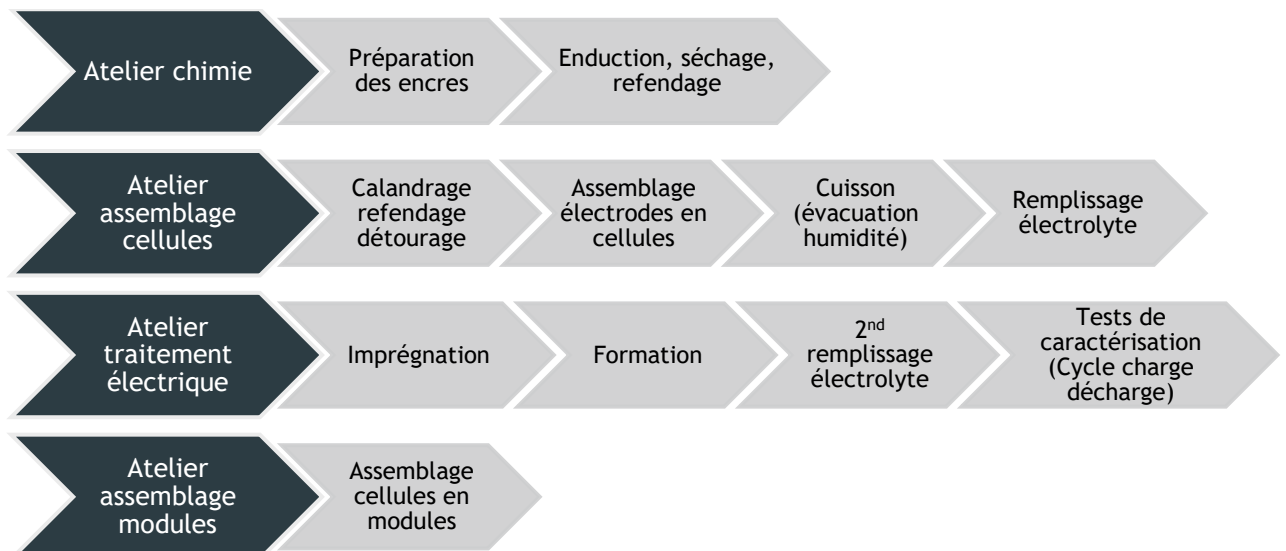 Atelier chimie
Préparation
des encres
Enduction, séchage,
refendage
Atelier
assemblage
cellules
Calandrage
refendage
détourage
Assemblage
électrodes en
cellules
Cuisson
(évacuation
humidité)
Remplissage
électrolyte
Atelier
traitement
électrique
Imprégnation
Formation
2nd
remplissage
électrolyte
Tests de
caractérisation
(Cycle charge
décharge)
Atelier
assemblage
modules
Assemblage
cellules en
modules